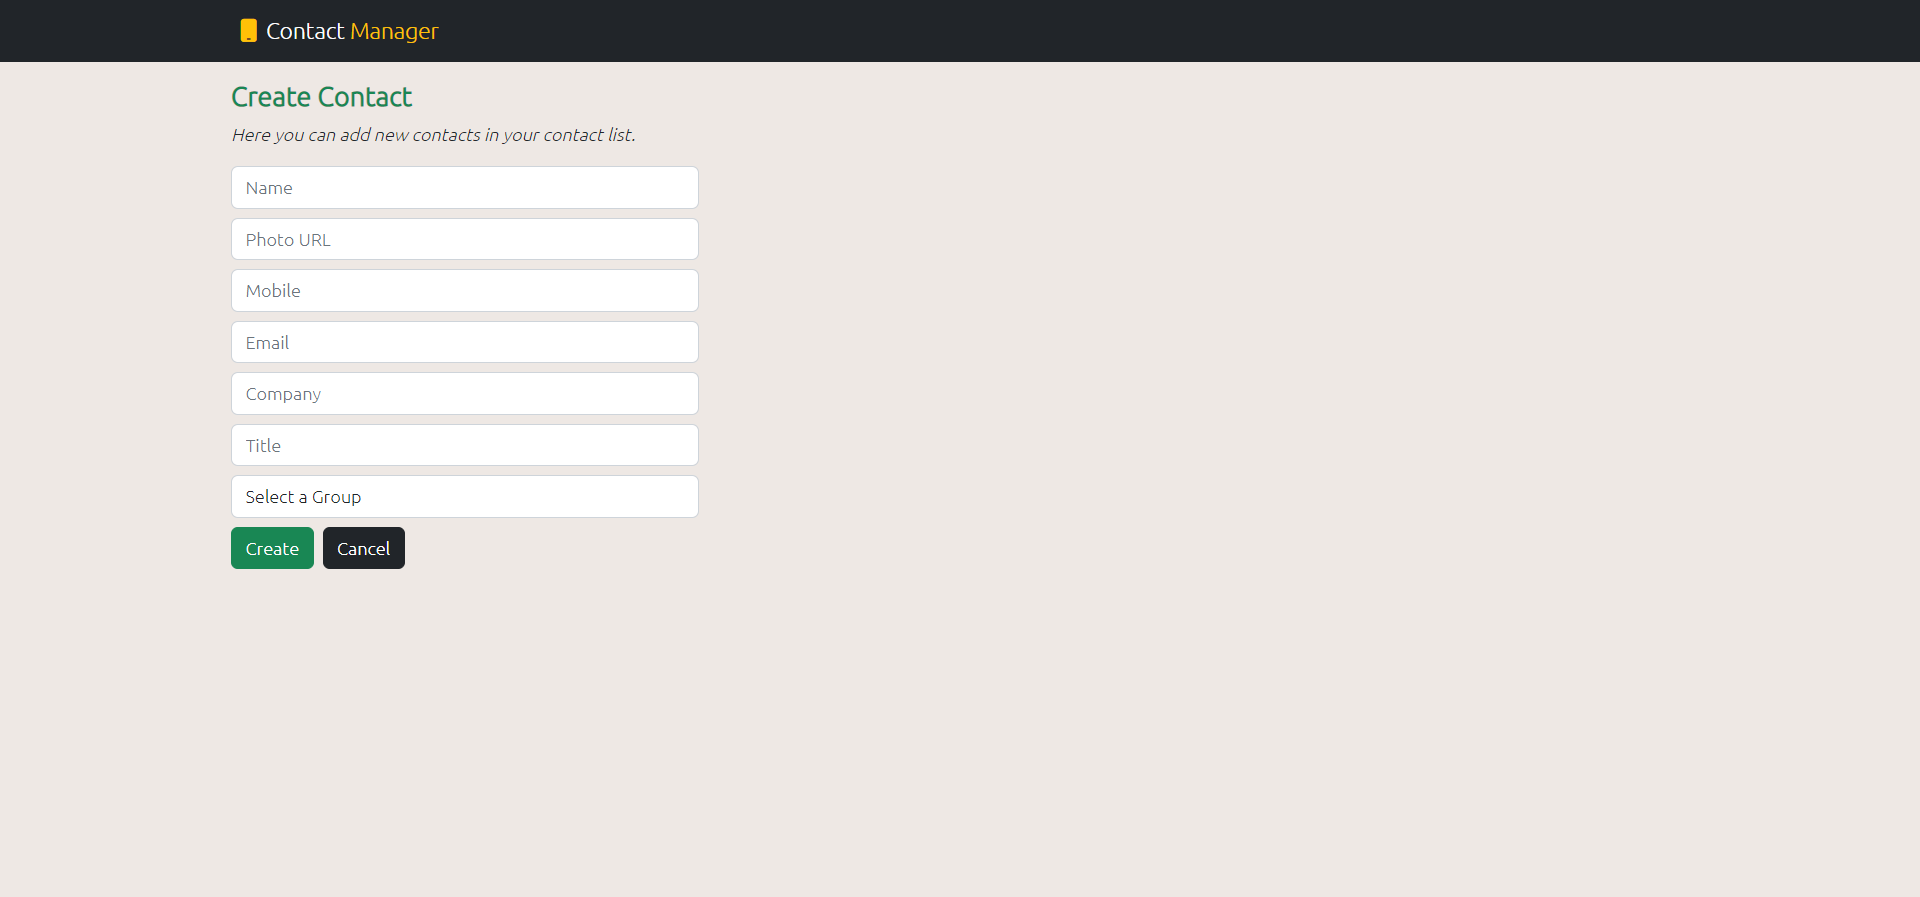 Contact Manager
Create Contact
Here you can add new contacts in your contact list.
Name
Photo URL
Mobile
Email
Company
Title
Select a Group
Create Cancel